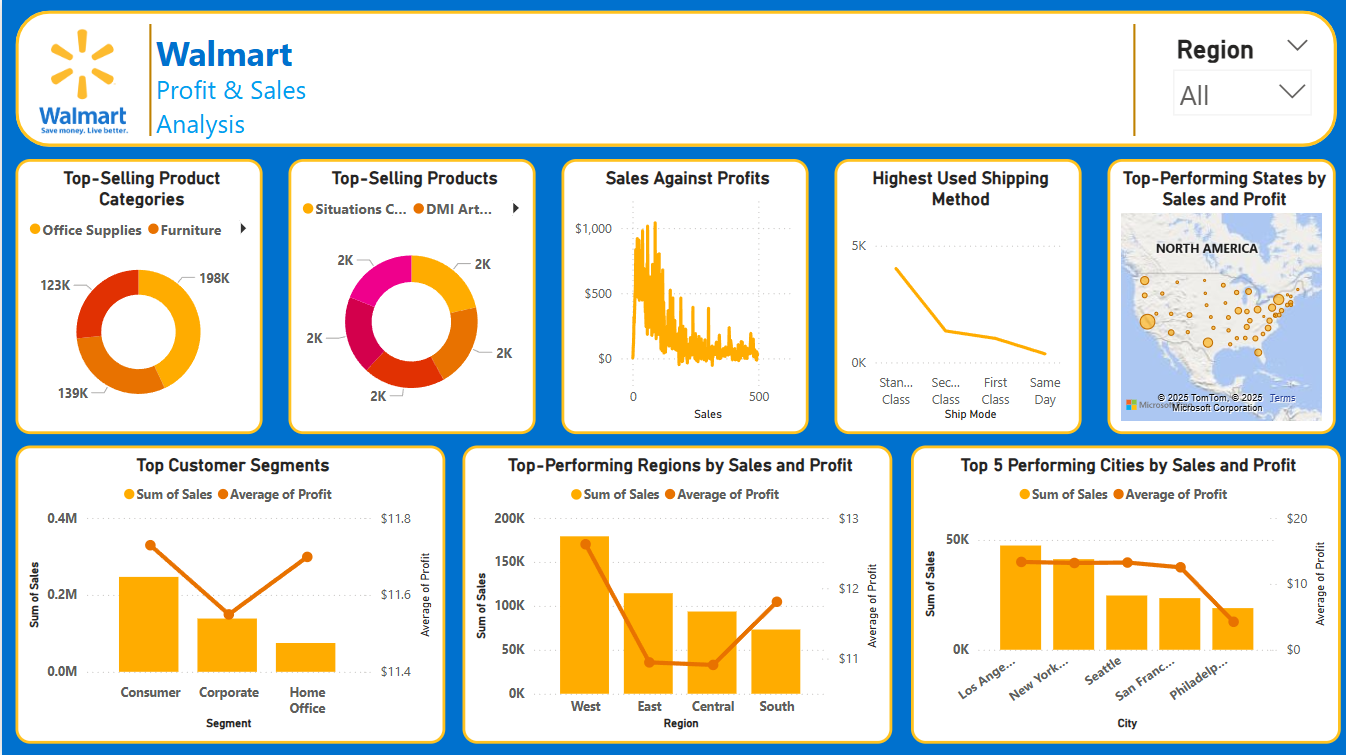 Walmart
Save money. Live better.
Walmart
Profit & Sales
Analysis
Region
All
Top-Selling Product
Categories
Office Supplies Furniture
198K
123K
139K
Top-Selling Products
Situations C... DMI Art...
2K
2K
2K
2K
2K
Sales Against Profits
$1,000
$500
$0
0 500
Sales
Highest Used Shipping
Method
5K
0K
Stan... Sec... First Same
Class Class Class Day
Ship Mode
Top-Performing States by
Sales and Profit
NORTH AMERICA
© 2025 TomTom, © 2025 Terms
Microsoft Corporation
Top Customer Segments
Sum of Sales Average of Profit
0.4M
0.2M
0.0M
Sum of Sales
$11.8
$11.6
$11.4
Average of Profit
Consumer Corporate Home
Office
Segment
Top-Performing Regions by Sales and Profit
Sum of Sales Average of Profit
200K
150K
100K
50K
0K
Sum of Sales
$13
$12
$11
Average of Profit
West East Central South
Region
Top 5 Performing Cities by Sales and Profit
Sum of Sales Average of Profit
50K
0K
Sum of Sales
$20
$10
$0
Average of Profit
Los Ange... New York... Seattle San Franc... Philadelp...
City